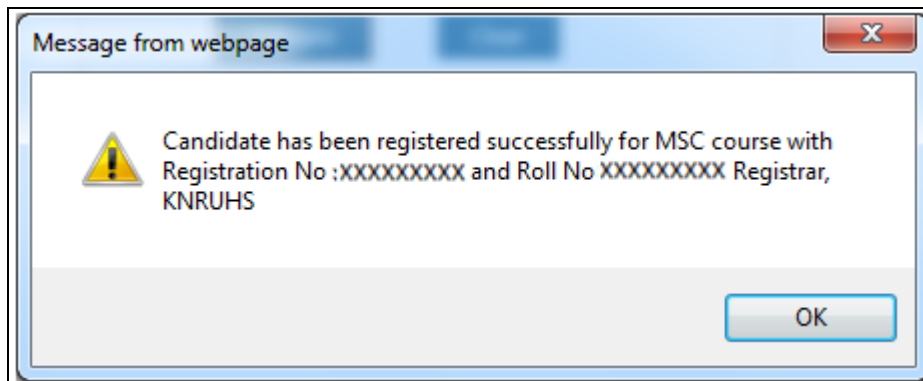 Message from webpage
Candidate has been registered successfully for MSC course with
Registration No :XXXXXXXXX and Roll No XXXXXXXXX Registrar,
KNRUHS
OK